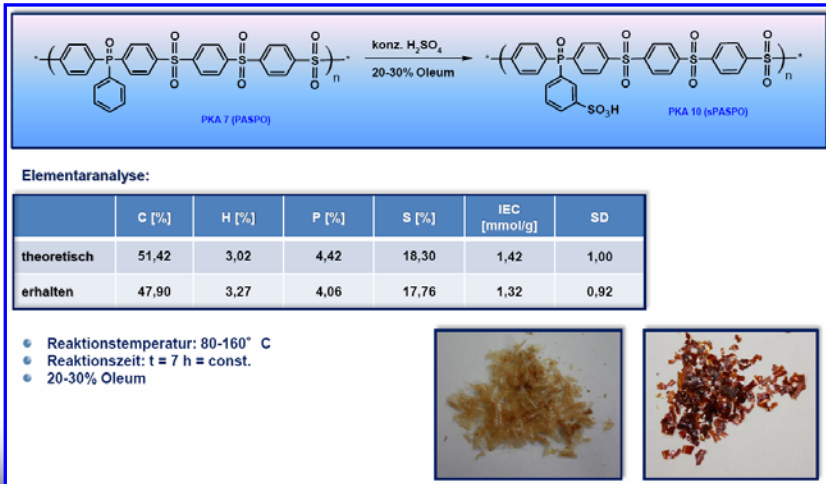 konz. H₂SO₄
20-30% Oleum
* ( P O S O O S O O S O O ) n *
* ( P O S O O S O O S O O ) n *
SO₃H
PKA 7 (PASPO)
PKA 10 (sPASPO)
Elementaranalyse:
C [%] H [%] P [%] S [%] IEC [mmol/g] SD
theoretisch 51,42 3,02 4,42 18,30 1,42 1,00
erhalten 47,90 3,27 4,06 17,76 1,32 0,92
Reaktionstemperatur: 80-160° C
Reaktionszeit: t = 7 h = const.
20-30% Oleum